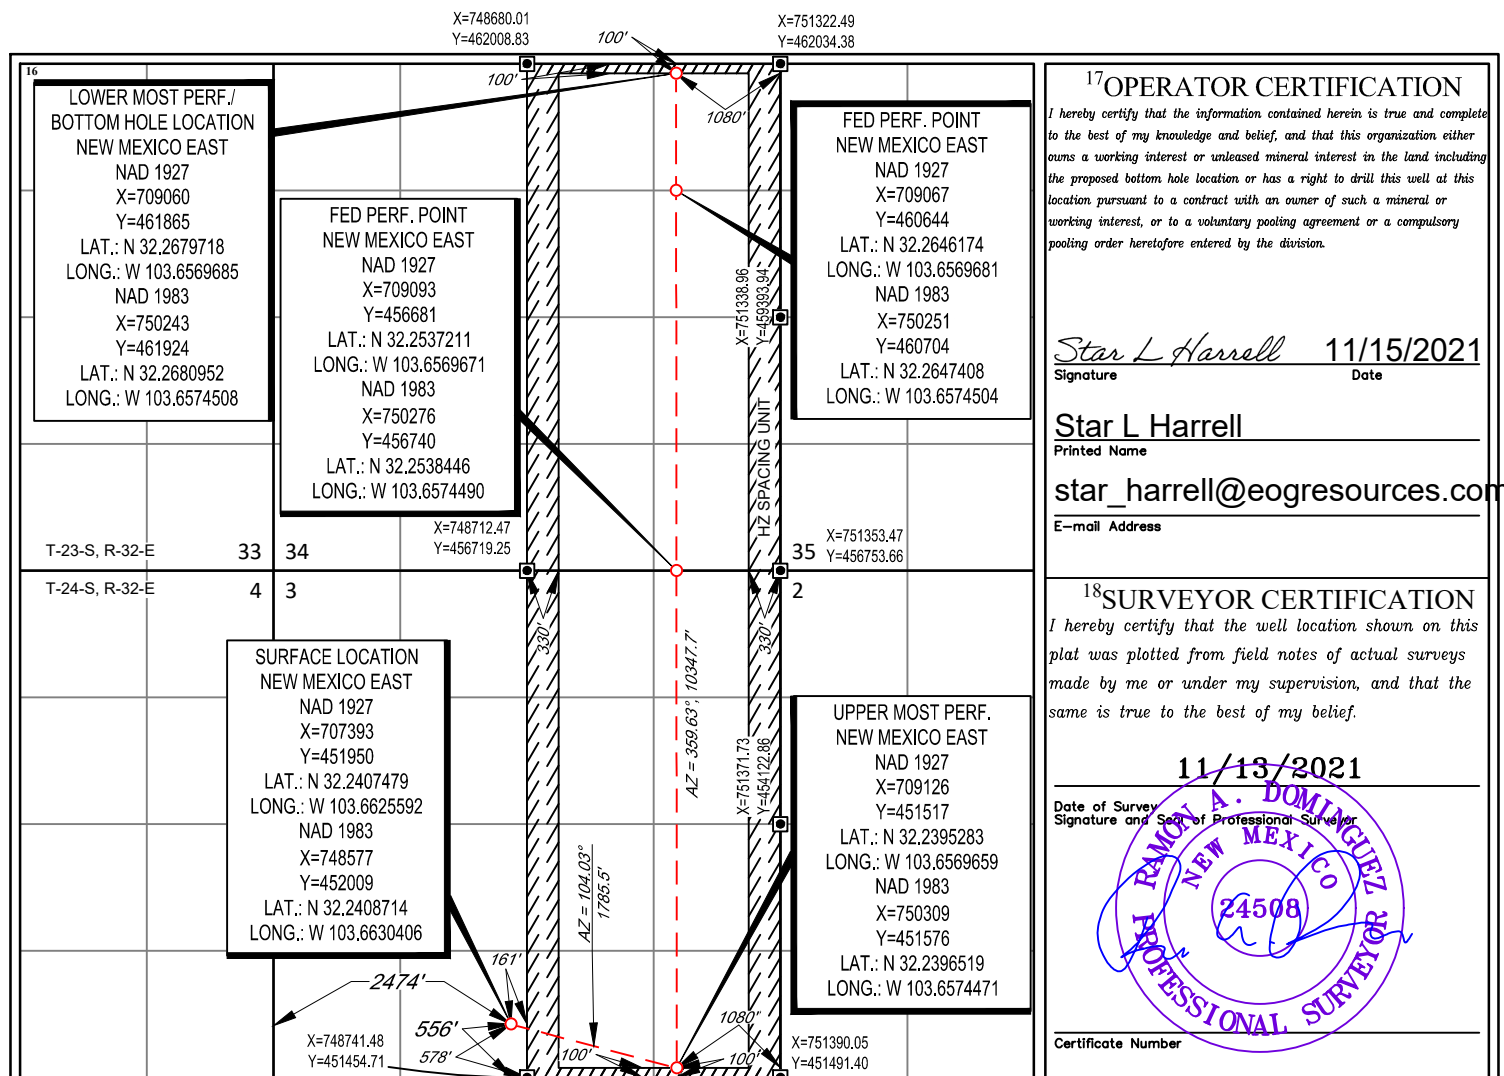 X=748680.01
Y=462008.83
X=751322.49
Y=462034.38
100'
16
100'
1080'
LOWER MOST PERF./
BOTTOM HOLE LOCATION
NEW MEXICO EAST
NAD 1927
X=709060
Y=461865
LAT.: N 32.2679718
LONG.: W 103.6569685
NAD 1983
X=750243
Y=461924
LAT.: N 32.2680952
LONG.: W 103.6574508
FED PERF. POINT
NEW MEXICO EAST
NAD 1927
X=709093
Y=456681
LAT.: N 32.2537211
LONG.: W 103.6569671
NAD 1983
X=750276
Y=456740
LAT.: N 32.2538446
LONG.: W 103.6574490
FED PERF. POINT
NEW MEXICO EAST
NAD 1927
X=709067
Y=460644
LAT.: N 32.2646174
LONG.: W 103.6569681
NAD 1983
X=750251
Y=460704
LAT.: N 32.2647408
LONG.: W 103.6574504
X=751338.96
Y=459393.94
HZ SPACING UNIT
X=748712.47
Y=456719.25
X=751353.47
Y=456753.66
T-23-S, R-32-E
33
34
35
T-24-S, R-32-E
4
3
2
330'
330'
AZ = 359.63°, 10347.7'
X=751371.73
Y=454122.86
SURFACE LOCATION
NEW MEXICO EAST
NAD 1927
X=707393
Y=451950
LAT.: N 32.2407479
LONG.: W 103.6625592
NAD 1983
X=748577
Y=452009
LAT.: N 32.2408714
LONG.: W 103.6630406
UPPER MOST PERF.
NEW MEXICO EAST
NAD 1927
X=709126
Y=451517
LAT.: N 32.2395283
LONG.: W 103.6569659
NAD 1983
X=750309
Y=451576
LAT.: N 32.2396519
LONG.: W 103.6574471
AZ = 104.03°
1785.5'
161'
2474'
556'
578'
100'
1080'
100'
X=748741.48
Y=451454.71
X=751390.05
Y=451491.40
17OPERATOR CERTIFICATION
I hereby certify that the information contained herein is true and complete
to the best of my knowledge and belief, and that this organization either
owns a working interest or unleased mineral interest in the land including
the proposed bottom hole location or has a right to drill this well at this
location pursuant to a contract with an owner of such a mineral or
working interest, or to a voluntary pooling agreement or a compulsory
pooling order heretofore entered by the division.
Star L Harrell 11/15/2021
Signature Date
Star L Harrell
Printed Name
star_harrell@eogresources.com
E-mail Address
18SURVEYOR CERTIFICATION
I hereby certify that the well location shown on this
plat was plotted from field notes of actual surveys
made by me or under my supervision, and that the
same is true to the best of my belief.
11/13/2021
Date of Survey
Signature and Seal of Professional Surveyor
RAMON A. DOMINGUEZ
NEW MEXICO
24508
PROFESSIONAL SURVEYOR
Certificate Number